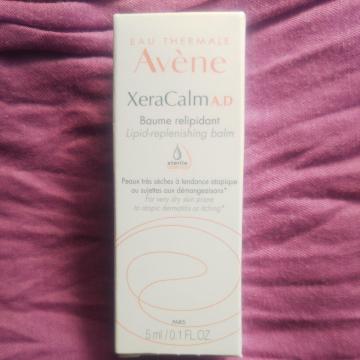 EAU THERMALE
Avène
XeraCalm A.D
Baume relipidant
Lipid-replenishing balm
stérile
Peaux très sèches à tendance atopique
ou sujettes aux démangeaisons*
For very dry skin prone
to atopic dermatitis or itching*
PARIS
5 ml/0.1 FL.OZ.